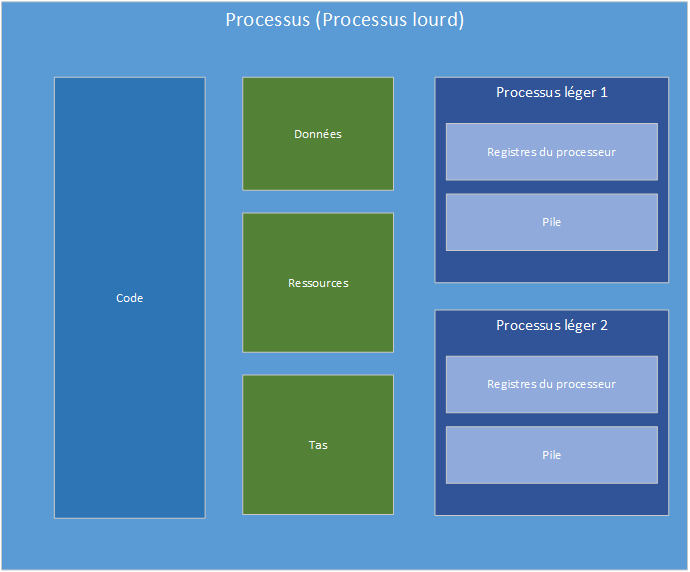 Processus (Processus lourd)
Code
Données
Ressources
Tas
Processus léger 1
Registres du processeur
Pile
Processus léger 2
Registres du processeur
Pile